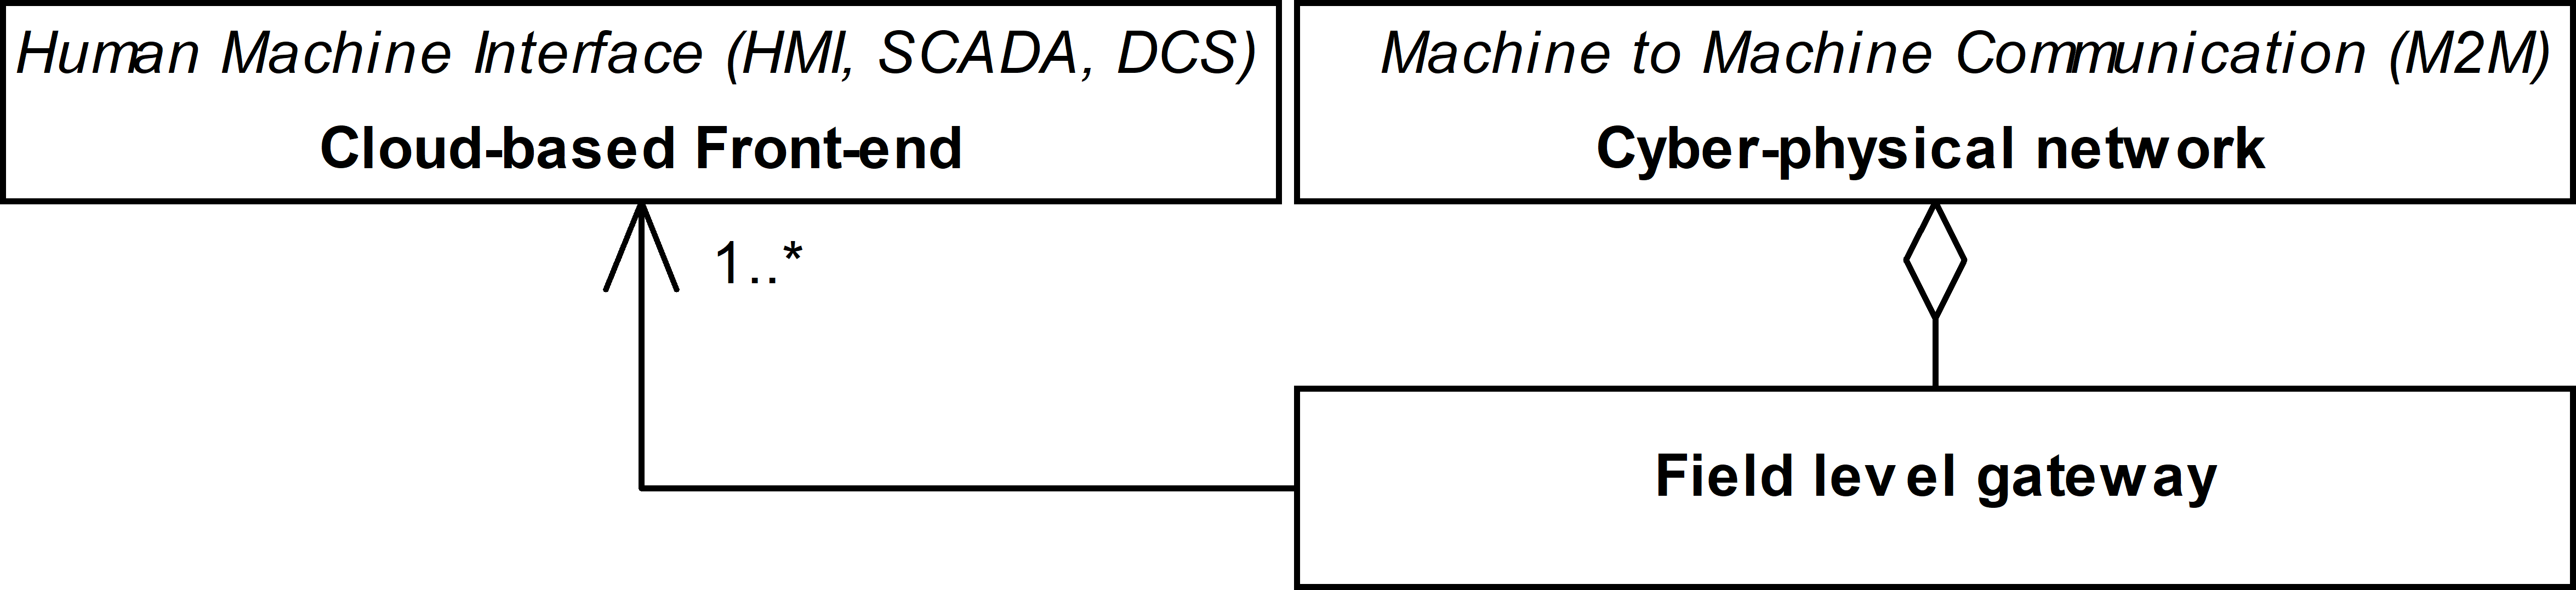 Human Machine Interface (HMI, SCADA, DCS)
Cloud-based Front-end
Machine to Machine Communication (M2M)
Cyber-physical network
1..*
Field level gateway